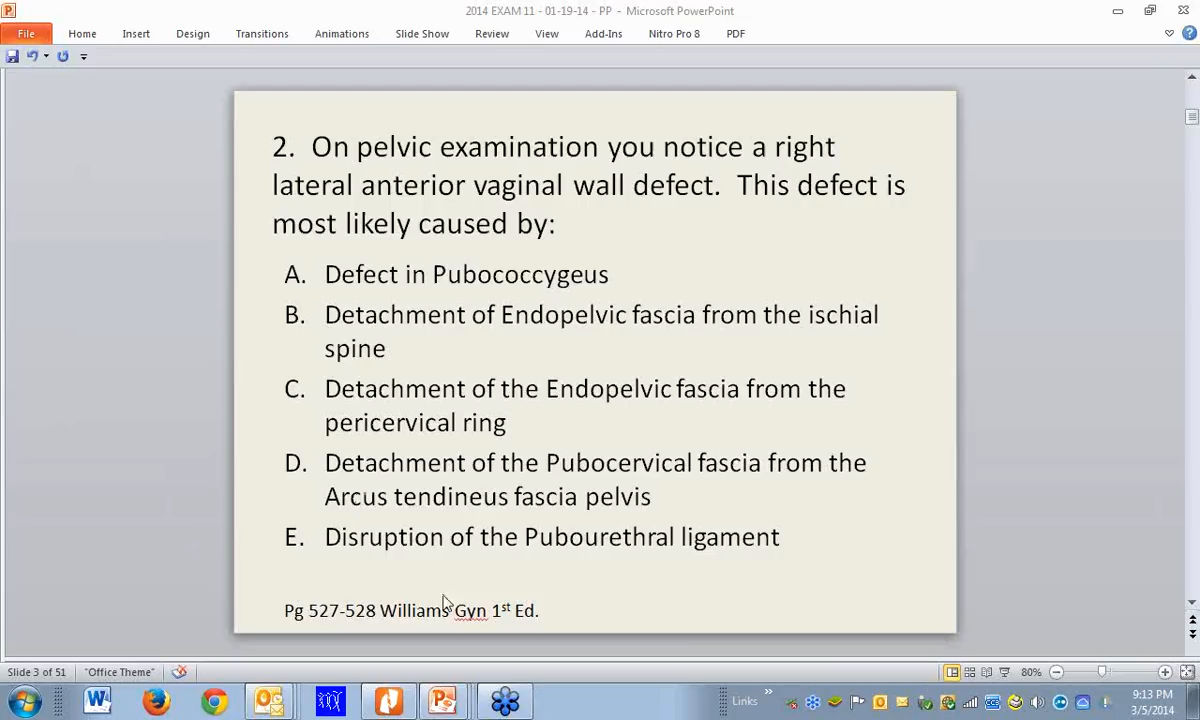 2014 EXAM 11 - 01-19-14 - PP - Microsoft PowerPoint
File Home Insert Design Transitions Animations Slide Show Review View Add-Ins Nitro Pro 8 PDF
2. On pelvic examination you notice a right
lateral anterior vaginal wall defect. This defect is
most likely caused by:
A. Defect in Pubococcygeus
B. Detachment of Endopelvic fascia from the ischial
spine
C. Detachment of the Endopelvic fascia from the
pericervical ring
D. Detachment of the Pubocervical fascia from the
Arcus tendineus fascia pelvis
E. Disruption of the Pubourethral ligament
Pg 527-528 Williams Gyn 1st Ed.
Slide 3 of 51 "Office Theme" 80%
Links 9:13 PM
3/5/2014